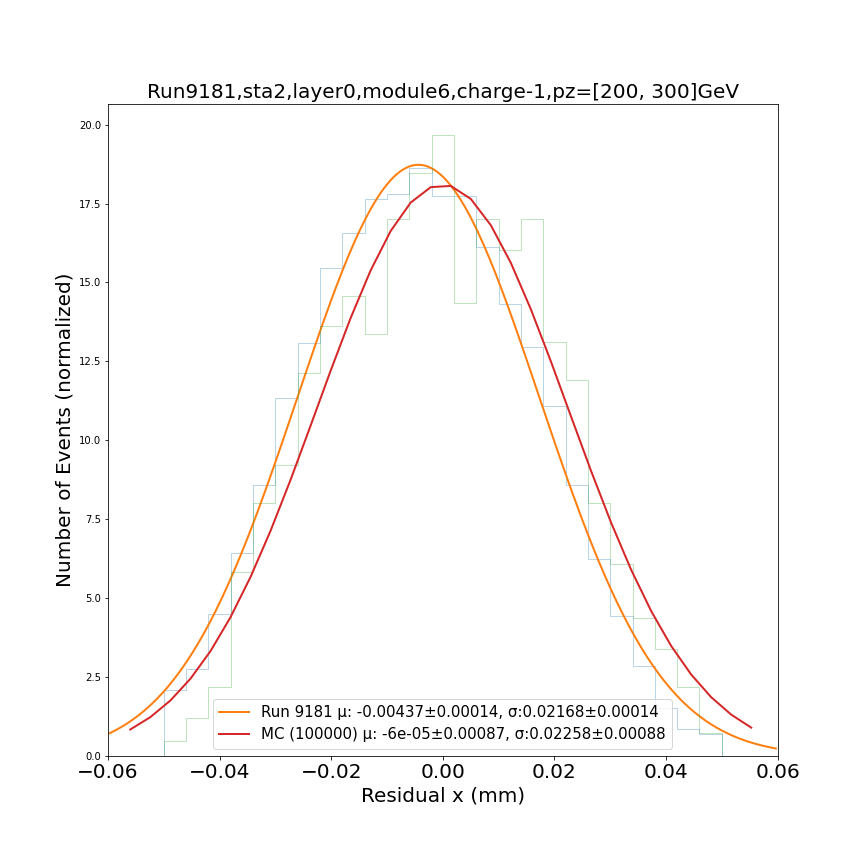 Run9181,sta2,layer0,module6,charge-1,pz=[200, 300]GeV
Number of Events (normalized)
20.0
17.5
15.0
12.5
10.0
7.5
5.0
2.5
0.0
Run 9181 μ: -0.00437±0.00014, σ:0.02168±0.00014
MC (100000) μ: -6e-05±0.00087, σ:0.02258±0.00088
−0.06 −0.04 −0.02 0.00 0.02 0.04 0.06
Residual x (mm)